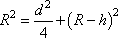 R² = d²/4 + (R − h)²